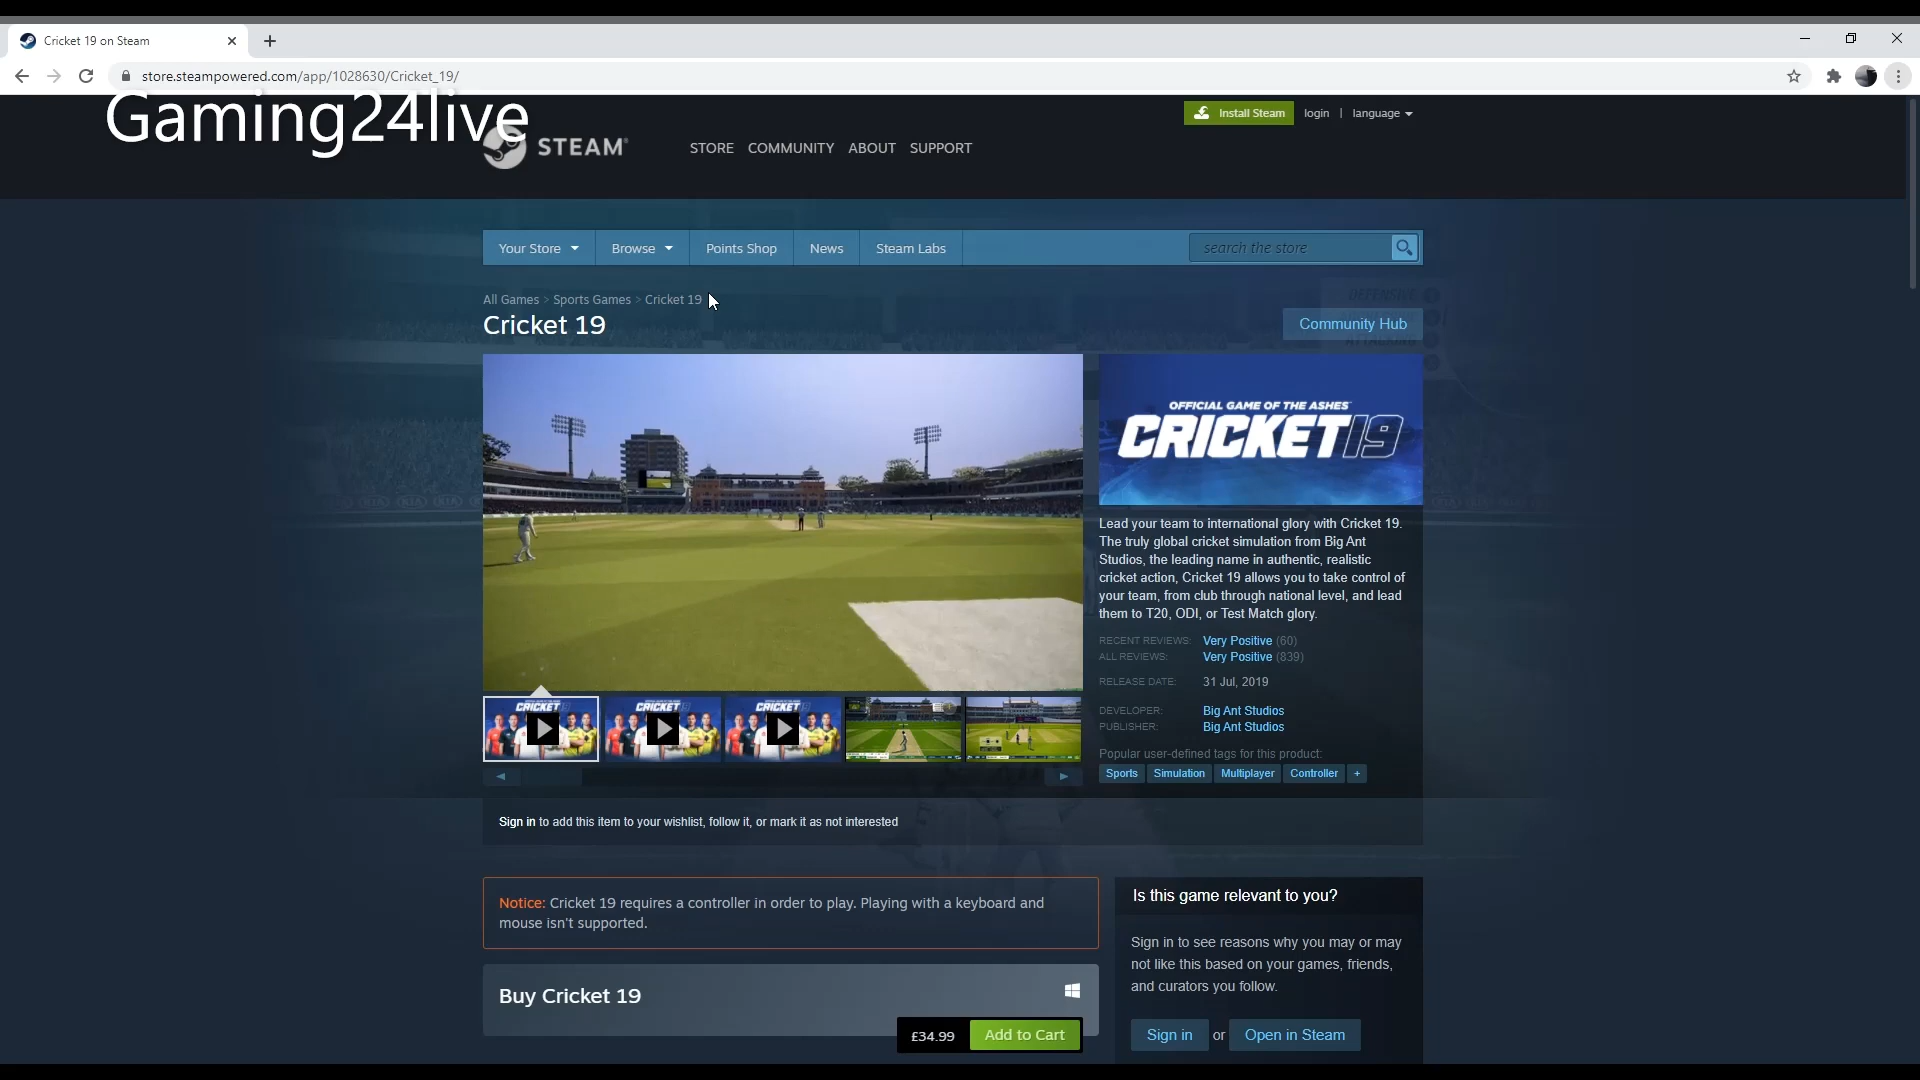 Cricket 19 on Steam
store.steampowered.com/app/1028630/Cricket_19/
Gaming24live
Install Steam login | language
STEAM
STORE COMMUNITY ABOUT SUPPORT
Your Store Browse Points Shop News Steam Labs search the store
All Games > Sports Games > Cricket 19
Cricket 19
Community Hub
OFFICIAL GAME OF THE ASHES
CRICKET 19
Lead your team to international glory with Cricket 19.
The truly global cricket simulation from Big Ant
Studios, the leading name in authentic, realistic
cricket action, Cricket 19 allows you to take control of
your team, from club through national level, and lead
them to T20, ODI, or Test Match glory.
RECENT REVIEWS: Very Positive (60)
ALL REVIEWS: Very Positive (839)
RELEASE DATE: 31 Jul, 2019
DEVELOPER: Big Ant Studios
PUBLISHER: Big Ant Studios
Popular user-defined tags for this product:
Sports Simulation Multiplayer Controller +
CRICKET 19
CRICKET 19
CRICKET 19
Sign in to add this item to your wishlist, follow it, or mark it as not interested
Notice: Cricket 19 requires a controller in order to play. Playing with a keyboard and
mouse isn't supported.
Buy Cricket 19
£34.99 Add to Cart
Is this game relevant to you?
Sign in to see reasons why you may or may
not like this based on your games, friends,
and curators you follow.
Sign in or Open in Steam